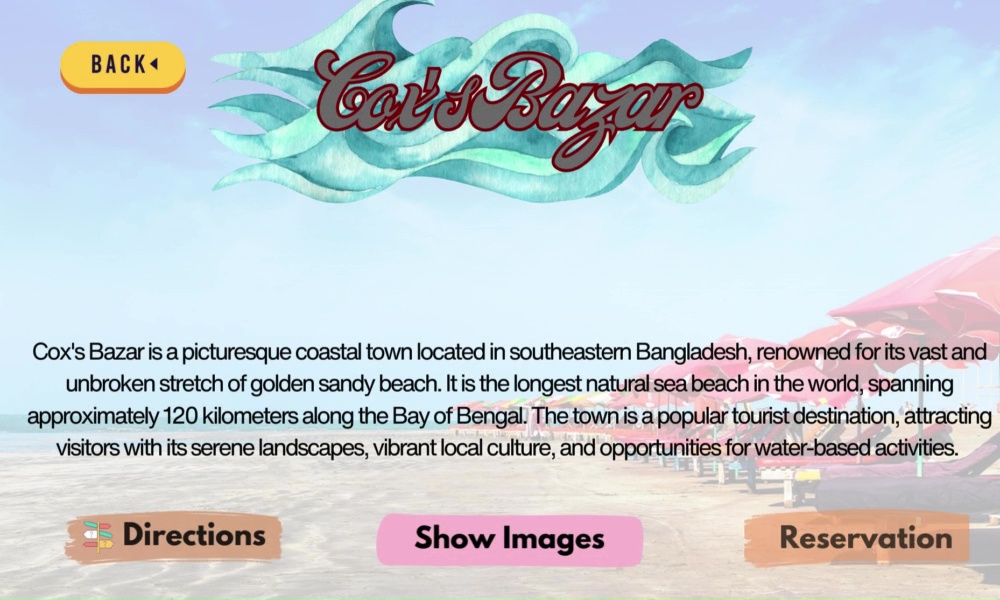 BACK
Cox's Bazar
Cox's Bazar is a picturesque coastal town located in southeastern Bangladesh, renowned for its vast and
unbroken stretch of golden sandy beach. It is the longest natural sea beach in the world, spanning
approximately 120 kilometers along the Bay of Bengal. The town is a popular tourist destination, attracting
visitors with its serene landscapes, vibrant local culture, and opportunities for water-based activities.
Directions
Show Images
Reservation